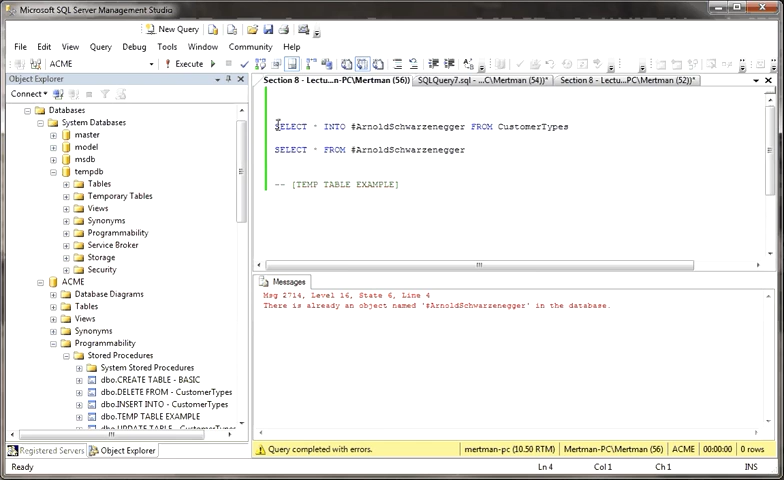 Microsoft SQL Server Management Studio
New Query
File Edit View Query Debug Tools Window Community Help
ACME Execute
Object Explorer
Section 8 - Lectu...n-PC\Mertman (56))
SQLQuery7.sql - ...C\Mertman (54))*
Section 8 - Lectu...PC\Mertman (52))*
Connect
Databases
System Databases
master
model
msdb
tempdb
Tables
Temporary Tables
Views
Synonyms
Programmability
Service Broker
Storage
Security
ACME
Database Diagrams
Tables
Views
Synonyms
Programmability
Stored Procedures
System Stored Procedures
dbo.CREATE TABLE - BASIC
dbo.DELETE FROM - CustomerTypes
dbo.INSERT INTO - CustomerTypes
dbo.TEMP TABLE EXAMPLE
dbo.UPDATE TABLE - CustomerTypes
SELECT * INTO #ArnoldSchwarzenegger FROM CustomerTypes
SELECT * FROM #ArnoldSchwarzenegger
-- [TEMP TABLE EXAMPLE]
Messages
Msg 2714, Level 16, State 6, Line 4
There is already an object named '#ArnoldSchwarzenegger' in the database.
Registered Servers
Object Explorer
Query completed with errors.
mertman-pc (10.50 RTM)
Mertman-PC\Mertman (56)
ACME
00:00:00
0 rows
Ready
Ln 4
Col 1
Ch 1
INS